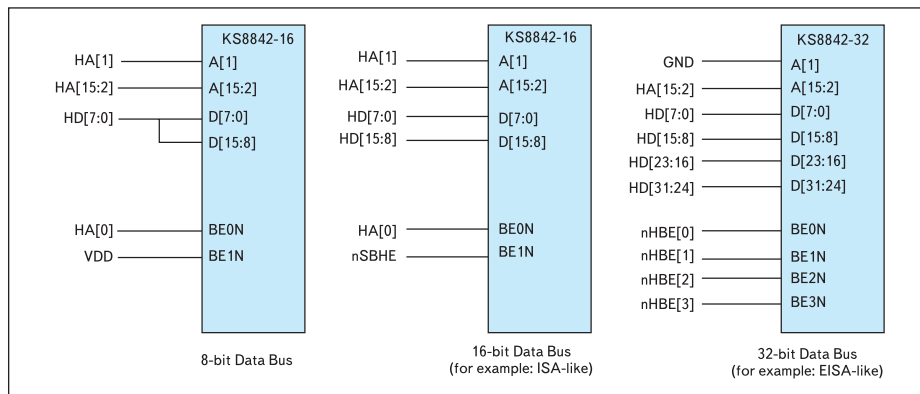 KS8842-16
HA[1] A[1]
HA[15:2] A[15:2]
HD[7:0] D[7:0]
D[15:8]
HA[0] BE0N
VDD BE1N
8-bit Data Bus
KS8842-16
HA[1] A[1]
HA[15:2] A[15:2]
HD[7:0] D[7:0]
HD[15:8] D[15:8]
HA[0] BE0N
nSBHE BE1N
16-bit Data Bus
(for example: ISA-like)
KS8842-32
GND A[1]
HA[15:2] A[15:2]
HD[7:0] D[7:0]
HD[15:8] D[15:8]
HD[23:16] D[23:16]
HD[31:24] D[31:24]
nHBE[0] BE0N
nHBE[1] BE1N
nHBE[2] BE2N
nHBE[3] BE3N
32-bit Data Bus
(for example: EISA-like)